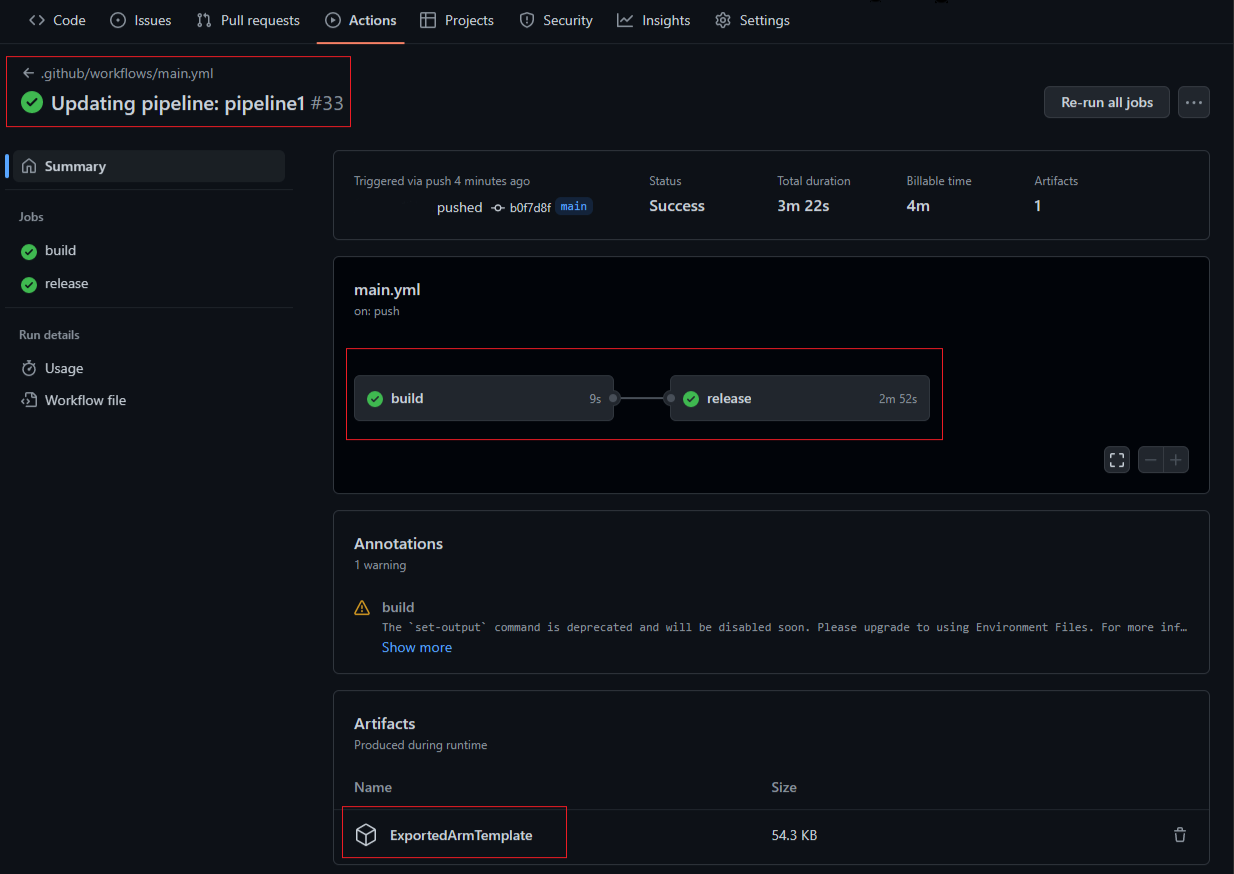 Code Issues Pull requests Actions Projects Security Insights Settings
.github/workflows/main.yml
Updating pipeline: pipeline1 #33
Re-run all jobs
Summary
Jobs
build
release
Run details
Usage
Workflow file
Triggered via push 4 minutes ago
pushed b0f7d8f main
Status
Success
Total duration
3m 22s
Billable time
4m
Artifacts
1
main.yml
on: push
build 9s
release 2m 52s
Annotations
1 warning
build
The `set-output` command is deprecated and will be disabled soon. Please upgrade to using Environment Files. For more inf…
Show more
Artifacts
Produced during runtime
Name Size
ExportedArmTemplate 54.3 KB